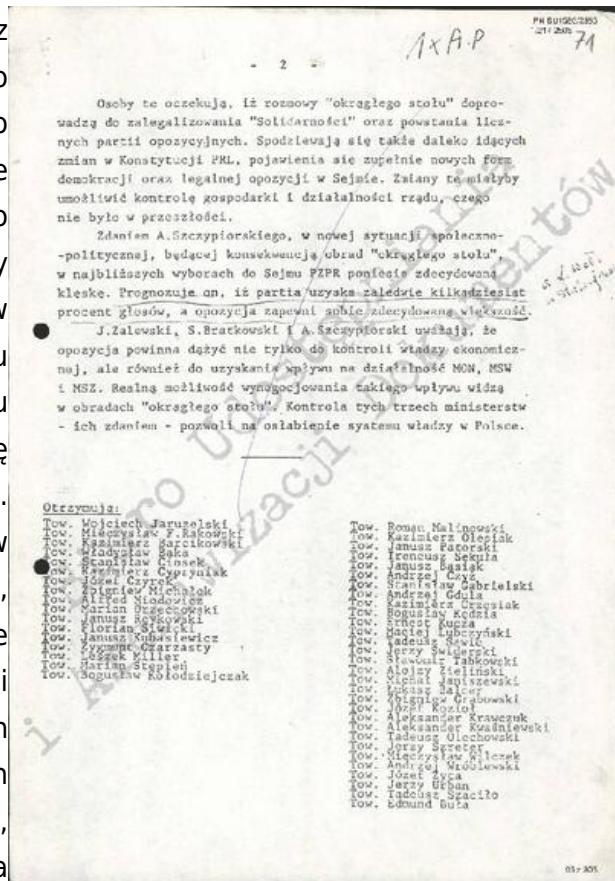 PN BU 1585/2893
71
1 x A.P
- 2 -
Osoby te oczekują, iż rozmowy "okrągłego stołu" dopro-
wadzą do zalegalizowania "Solidarności" oraz powstania licz-
nych partii opozycyjnych. Spodziewają się także daleko idących
zmian w Konstytucji PRL, pojawienia się zupełnie nowych form
demokracji oraz legalnej opozycji w Sejmie. Zmiany te miałyby
umożliwić kontrolę gospodarki i działalności rządu, czego
nie było w przeszłości.
Zdaniem A.Szczypiorskiego, w nowej sytuacji społeczno-
-politycznej, będącej konsekwencją obrad "okrągłego stołu",
w najbliższych wyborach do Sejmu PZPR poniesie zdecydowaną
klęskę. Prognozuje on, iż partia uzyska zaledwie kilkadziesiat
procent głosów, a opozycja zapewni sobie zdecydowaną większość.
J.Zalewski, S.Bratkowski i A.Szczypiorski uważają, że
opozycja powinna dążyć nie tylko do kontroli władzy ekonomicz-
nej, ale również do uzyskania wpływu na działalność MON, MSW
i MSZ. Realną możliwość wynegocjowania takiego wpływu widzą
w obradach "okrągłego stołu". Kontrola tych trzech ministerstw
- ich zdaniem - pozwoli na osłabienie systemu władzy w Polsce.
Otrzymują:
Tow. Wojciech Jaruzelski
Tow. Mieczysław F.Rakowski
Tow. Kazimierz Barcikowski
Tow. Władysław Baka
Tow. Stanisław Ciosek
Tow. Kazimierz Cypryniak
Tow. Józef Czyrek
Tow. Zbigniew Michałek
Tow. Alfred Miodowicz
Tow. Marian Orzechowski
Tow. Janusz Reykowski
Tow. Florian Siwicki
Tow. Janusz Kubasiewicz
Tow. Zygmunt Czarzasty
Tow. Leszek Miller
Tow. Marian Stępień
Tow. Bogusław Kołodziejczak
Tow. Roman Malinowski
Tow. Kazimierz Olesiak
Tow. Janusz Patorski
Tow. Ireneusz Sekuła
Tow. Janusz Basiak
Tow. Andrzej Czyż
Tow. Stanisław Gabrielski
Tow. Andrzej Gdula
Tow. Kazimierz Grzesiak
Tow. Bogusław Kędzia
Tow. Ernest Kucza
Tow. Maciej Lubczyński
Tow. Tadeusz Sawic
Tow. Jerzy Świderski
Tow. Sławomir Tabkowski
Tow. Alojzy Zieliński
Tow. Michał Janiszewski
Tow. Łukasz Balcer
Tow. Zbigniew Grabowski
Tow. Józef Kozioł
Tow. Aleksander Krawczuk
Tow. Aleksander Kwaśniewski
Tow. Tadeusz Olechowski
Tow. Jerzy Szreter
Tow. Mieczysław Wilczek
Tow. Andrzej Wróblewski
Tow. Józef Życa
Tow. Jerzy Urban
Tow. Tadeusz Szaciło
Tow. Edmund Buła
Biuro Udostępniania
i Archiwizacji Dokumentów